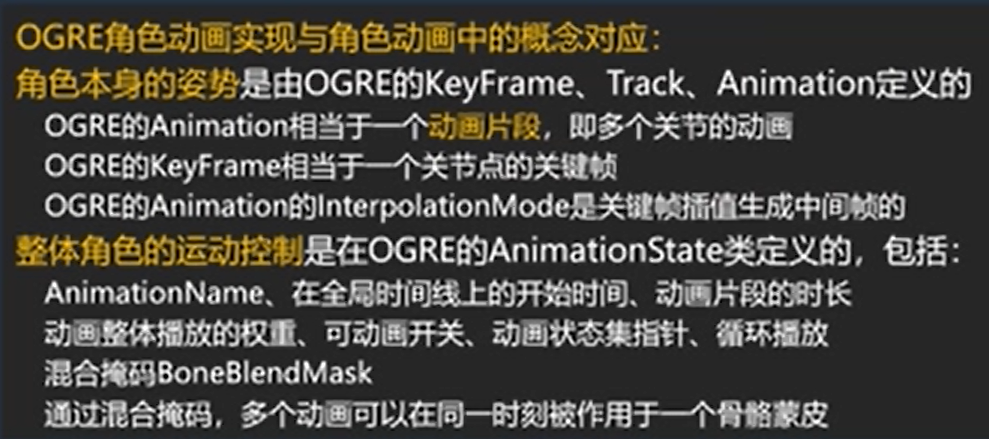 OGRE角色动画实现与角色动画中的概念对应：
角色本身的姿势是由OGRE的KeyFrame、Track、Animation定义的
OGRE的Animation相当于一个动画片段，即多个关节的动画
OGRE的KeyFrame相当于一个关节点的关键帧
OGRE的Animation的InterpolationMode是关键帧插值生成中间帧的
整体角色的运动控制是在OGRE的AnimationState类定义的，包括：
AnimationName、在全局时间线上的开始时间、动画片段的时长
动画整体播放的权重、可动画开关、动画状态集指针、循环播放
混合掩码BoneBlendMask
通过混合掩码，多个动画可以在同一时刻被作用于一个骨骼蒙皮